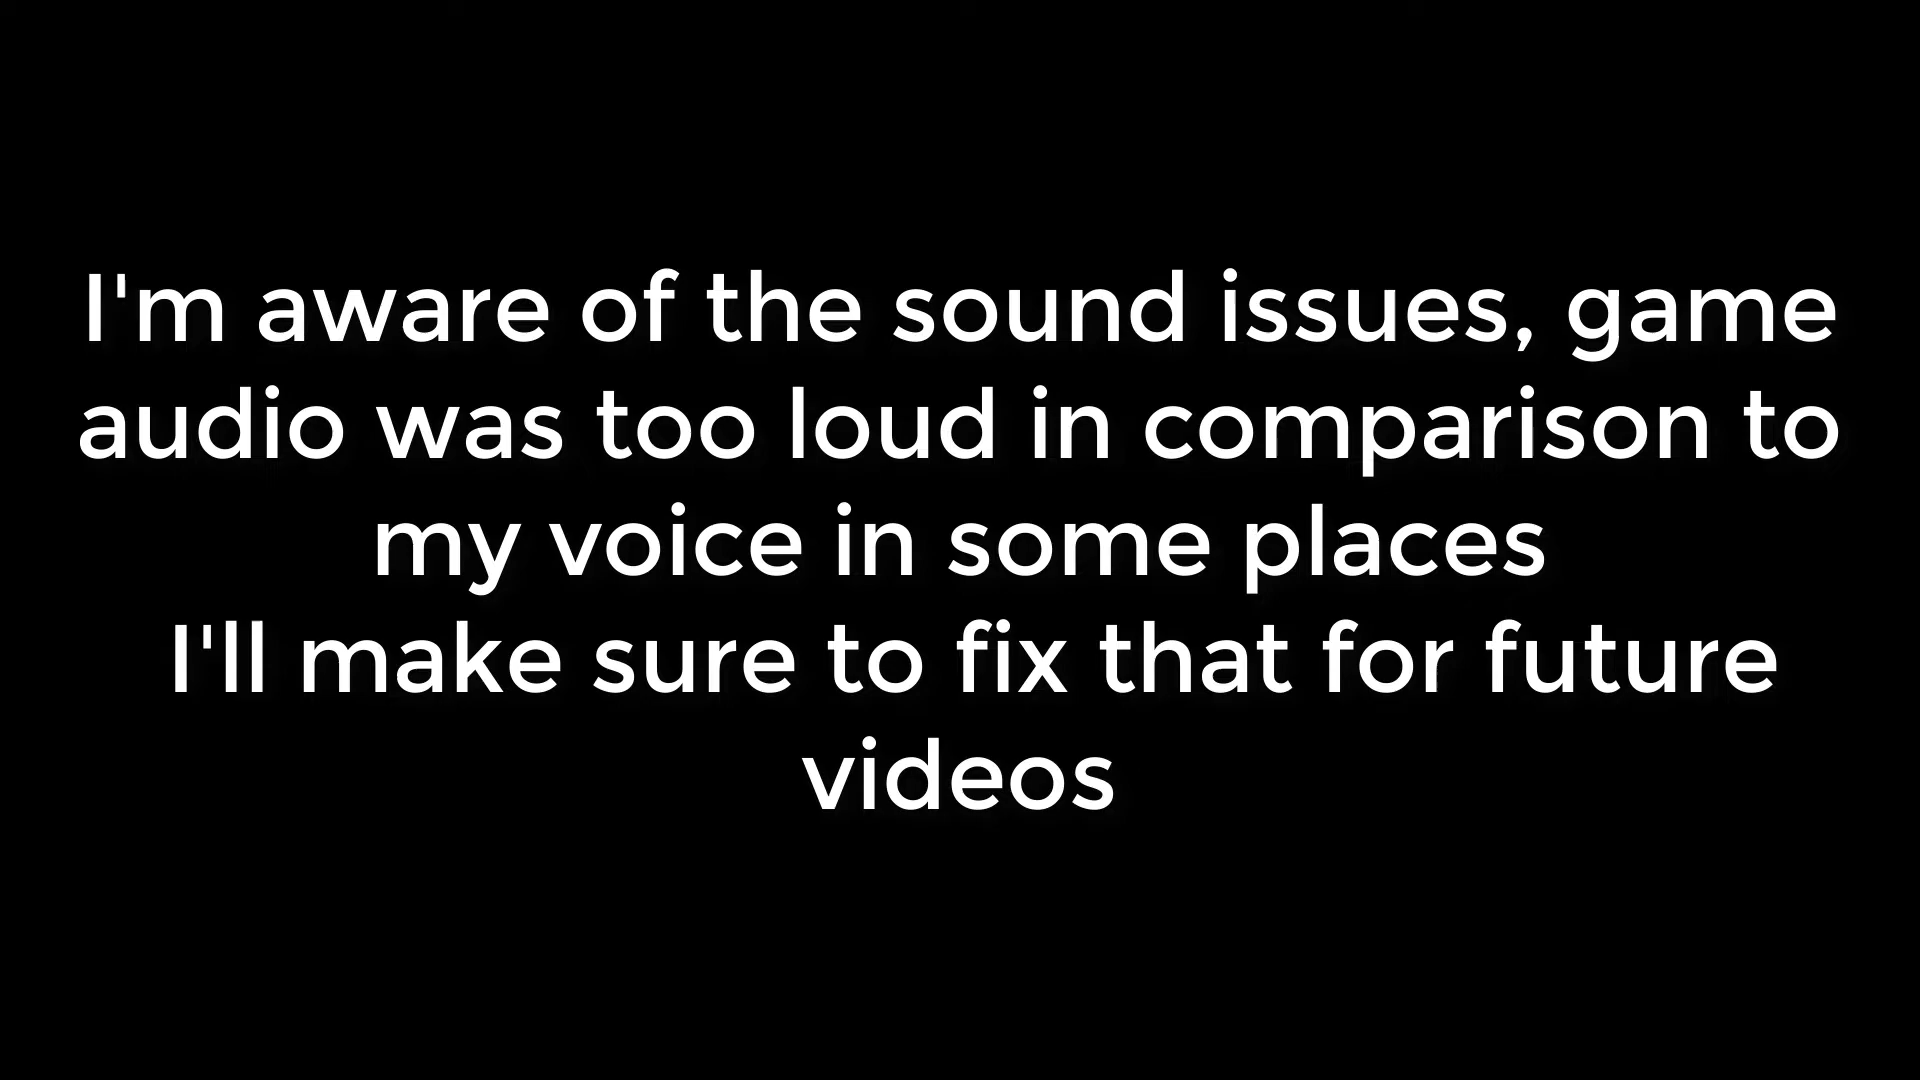 I'm aware of the sound issues, game
audio was too loud in comparison to
my voice in some places
I'll make sure to fix that for future
videos